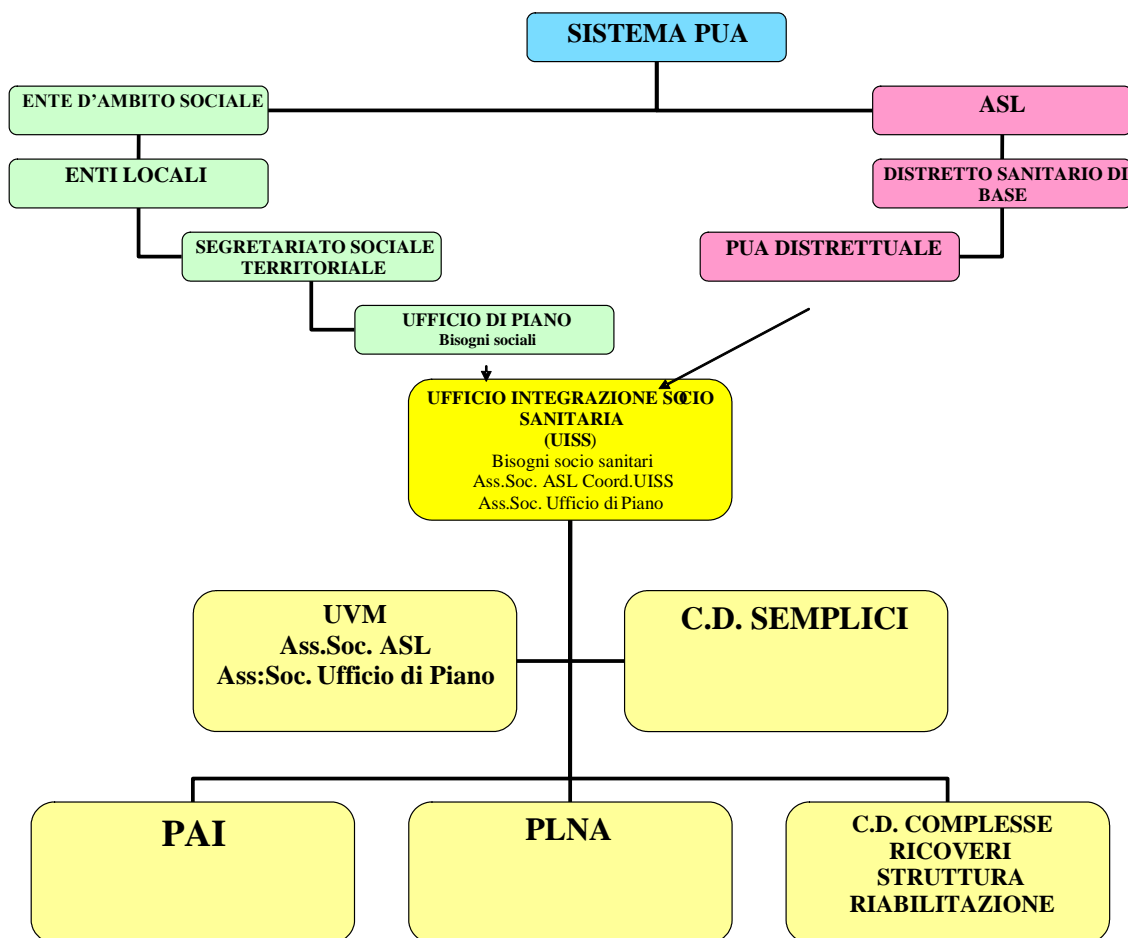 SISTEMA PUA
ENTE D'AMBITO SOCIALE
ASL
ENTI LOCALI
DISTRETTO SANITARIO DI
BASE
SEGRETARIATO SOCIALE
TERRITORIALE
PUA DISTRETTUALE
UFFICIO DI PIANO
Bisogni sociali
UFFICIO INTEGRAZIONE SOCIO
SANITARIA
(UISS)
Bisogni socio sanitari
Ass.Soc. ASL Coord.UISS
Ass.Soc. Ufficio di Piano
UVM
Ass.Soc. ASL
Ass:Soc. Ufficio di Piano
C.D. SEMPLICI
PAI
PLNA
C.D. COMPLESSE
RICOVERI
STRUTTURA
RIABILITAZIONE